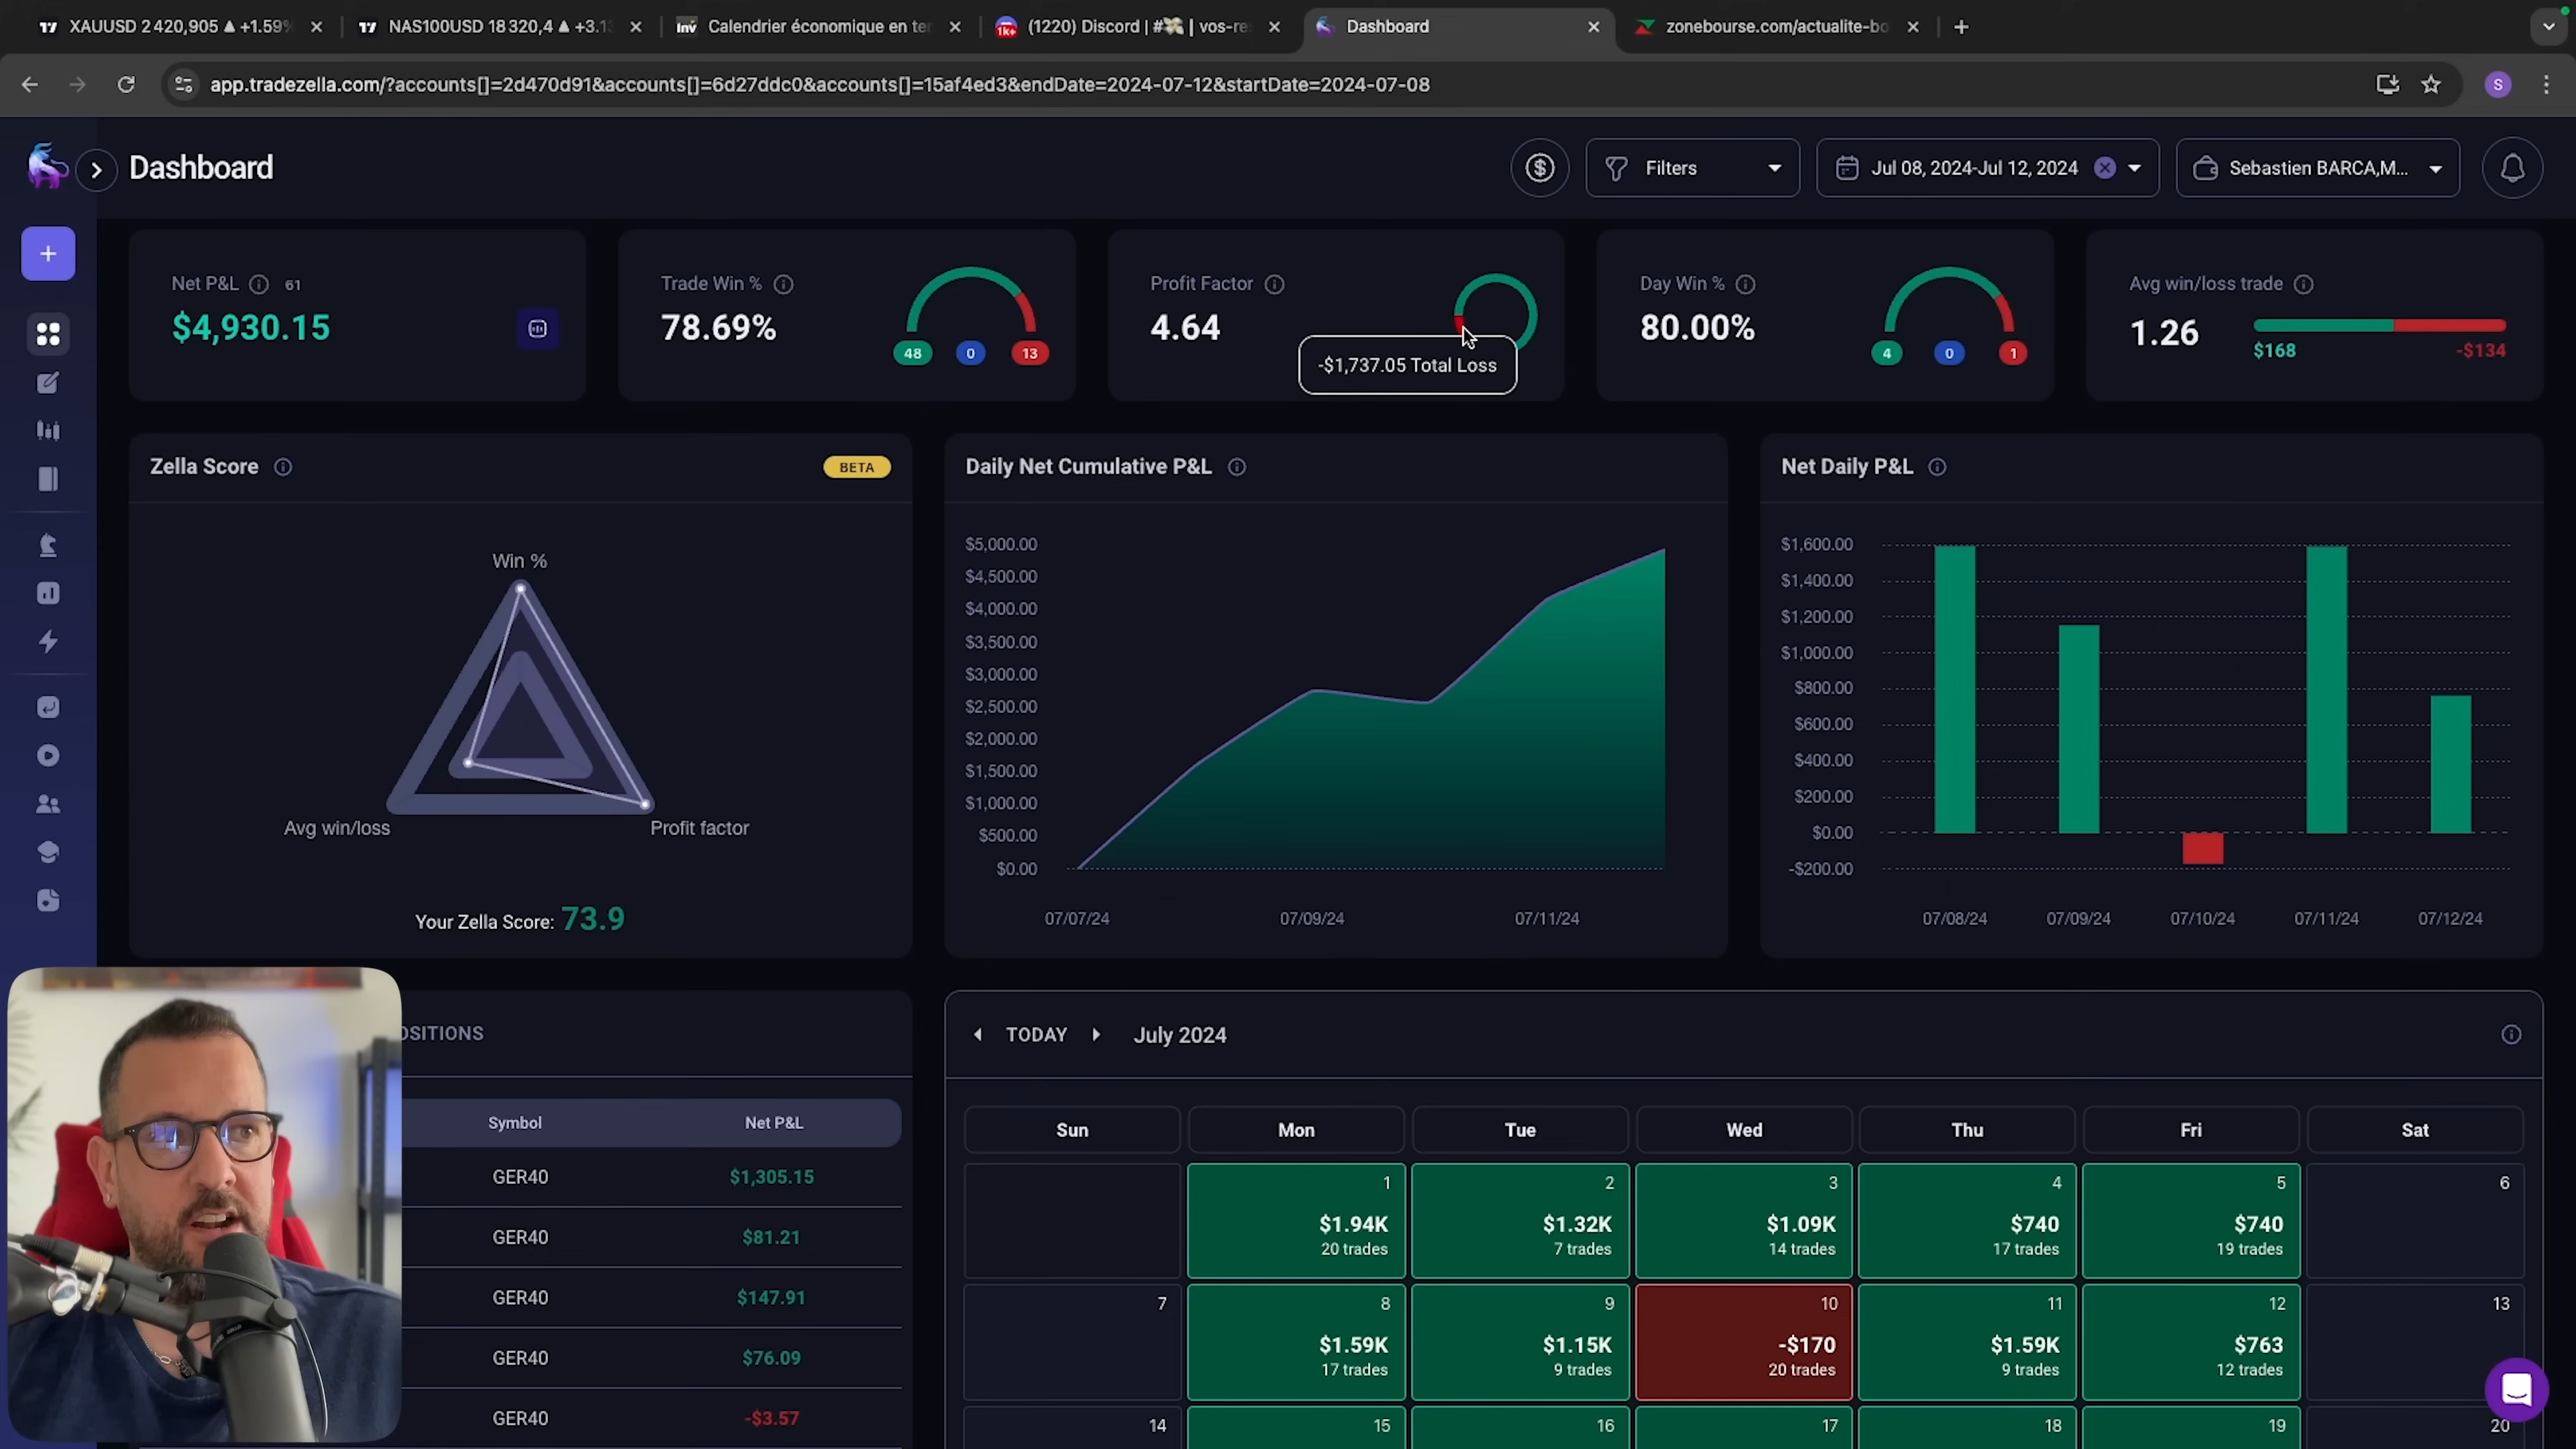 XAUUSD 2 420,905 ▲ +1.59%
NAS100USD 18 320,4 ▲ +3.1
Inv Calendrier économique en te
1k+ (1220) Discord | #💸 | vos-re
Dashboard
zonebourse.com/actualite-bo
app.tradezella.com/?accounts[]=2d470d91&accounts[]=6d27ddc0&accounts[]=15af4ed3&endDate=2024-07-12&startDate=2024-07-08
S
Dashboard
Filters
Jul 08, 2024-Jul 12, 2024
Sebastien BARCA,M...
Net P&L 61
$4,930.15
Trade Win %
78.69%
48 0 13
Profit Factor
4.64
-$1,737.05 Total Loss
Day Win %
80.00%
4 0 1
Avg win/loss trade
1.26
$168 -$134
Zella Score
BETA
Win %
Avg win/loss
Profit factor
Your Zella Score: 73.9
Daily Net Cumulative P&L
$5,000.00
$4,500.00
$4,000.00
$3,500.00
$3,000.00
$2,500.00
$2,000.00
$1,500.00
$1,000.00
$500.00
$0.00
07/07/24 07/09/24 07/11/24
Net Daily P&L
$1,600.00
$1,400.00
$1,200.00
$1,000.00
$800.00
$600.00
$400.00
$200.00
$0.00
-$200.00
07/08/24 07/09/24 07/10/24 07/11/24 07/12/24
OSITIONS
Symbol Net P&L
GER40 $1,305.15
GER40 $81.21
GER40 $147.91
GER40 $76.09
GER40 -$3.57
TODAY July 2024
Sun Mon Tue Wed Thu Fri Sat
1 2 3 4 5 6
$1.94K $1.32K $1.09K $740 $740
20 trades 7 trades 14 trades 17 trades 19 trades
7 8 9 10 11 12 13
$1.59K $1.15K -$170 $1.59K $763
17 trades 9 trades 20 trades 9 trades 12 trades
14 15 16 17 18 19 20